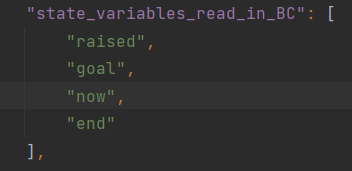 "state_variables_read_in_BC": [
"raised",
"goal",
"now",
"end"
],